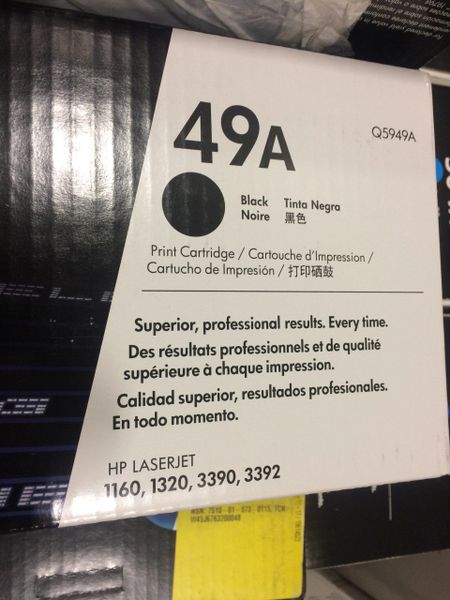 49A
Q5949A
Black Tinta Negra
Noire 黑色
Print Cartridge / Cartouche d'Impression /
Cartucho de Impresión / 打印硒鼓
Superior, professional results. Every time.
Des résultats professionnels et de qualité
supérieure à chaque impression.
Calidad superior, resultados profesionales.
En todo momento.
HP LASERJET
1160, 1320, 3390, 3392